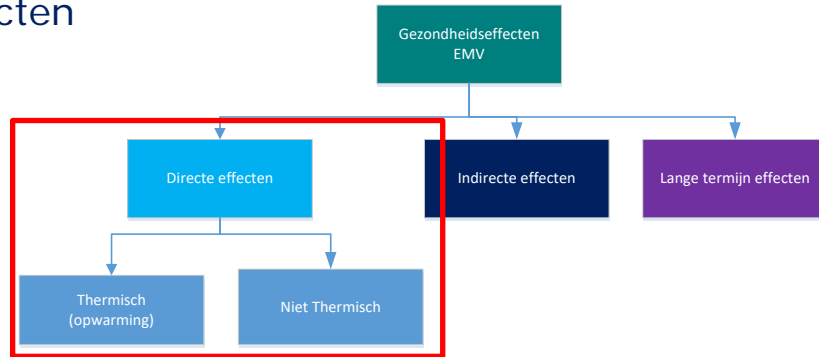 cten
Gezondheidseffecten
EMV
Directe effecten
Indirecte effecten
Lange termijn effecten
Thermisch
(opwarming)
Niet Thermisch